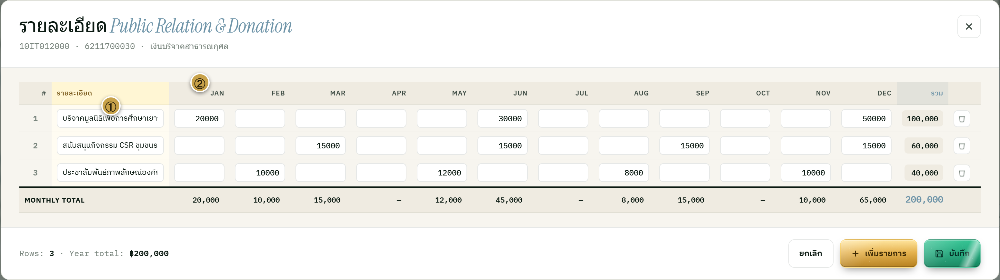 รายละเอียด Public Relation & Donation
10IT012000 · 6211700030 · เงินบริจาคสาธารณกุศล
②
# รายละเอียด JAN FEB MAR APR MAY JUN JUL AUG SEP OCT NOV DEC รวม
①
1 บริจาคมูลนิธิเพื่อการศึกษาเยา 20000 30000 50000 100,000
2 สนับสนุนกิจกรรม CSR ชุมชนร 15000 15000 15000 15000 60,000
3 ประชาสัมพันธ์ภาพลักษณ์องค์ก 10000 12000 8000 10000 40,000
MONTHLY TOTAL 20,000 10,000 15,000 — 12,000 45,000 — 8,000 15,000 — 10,000 65,000 200,000
Rows: 3 · Year total: ฿200,000 ยกเลิก + เพิ่มรายการ บันทึก